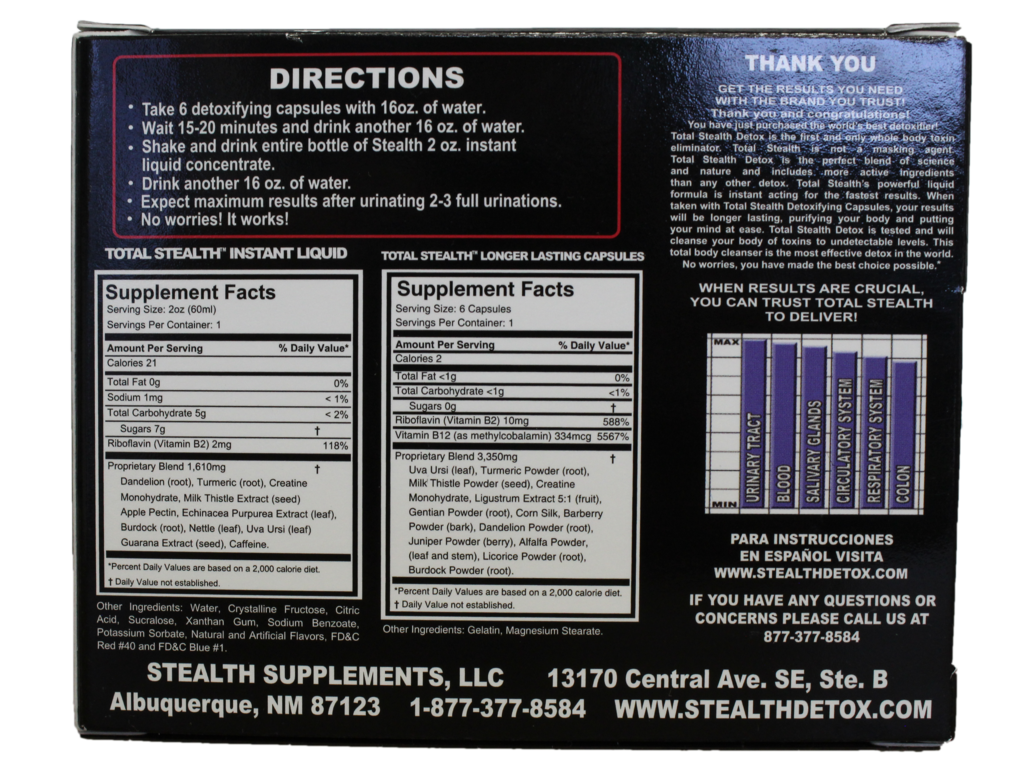 DIRECTIONS
• Take 6 detoxifying capsules with 16oz. of water.
• Wait 15-20 minutes and drink another 16 oz. of water.
• Shake and drink entire bottle of Stealth 2 oz. instant
liquid concentrate.
• Drink another 16 oz. of water.
• Expect maximum results after urinating 2-3 full urinations.
• No worries! It works!
TOTAL STEALTH™ INSTANT LIQUID
Supplement Facts
Serving Size: 2oz (60ml)
Servings Per Container: 1
Amount Per Serving % Daily Value*
Calories 21
Total Fat 0g 0%
Sodium 1mg < 1%
Total Carbohydrate 5g < 2%
Sugars 7g †
Riboflavin (Vitamin B2) 2mg 118%
Proprietary Blend 1,610mg †
Dandelion (root), Turmeric (root), Creatine
Monohydrate, Milk Thistle Extract (seed)
Apple Pectin, Echinacea Purpurea Extract (leaf),
Burdock (root), Nettle (leaf), Uva Ursi (leaf)
Guarana Extract (seed), Caffeine.
*Percent Daily Values are based on a 2,000 calorie diet.
† Daily Value not established.
Other Ingredients: Water, Crystalline Fructose, Citric
Acid, Sucralose, Xanthan Gum, Sodium Benzoate,
Potassium Sorbate, Natural and Artificial Flavors, FD&C
Red #40 and FD&C Blue #1.
TOTAL STEALTH™ LONGER LASTING CAPSULES
Supplement Facts
Serving Size: 6 Capsules
Servings Per Container: 1
Amount Per Serving % Daily Value*
Calories 2
Total Fat <1g 0%
Total Carbohydrate <1g <1%
Sugars 0g †
Riboflavin (Vitamin B2) 10mg 588%
Vitamin B12 (as methylcobalamin) 334mcg 5567%
Proprietary Blend 3,350mg †
Uva Ursi (leaf), Turmeric Powder (root),
Milk Thistle Powder (seed), Creatine
Monohydrate, Ligustrum Extract 5:1 (fruit),
Gentian Powder (root), Corn Silk, Barberry
Powder (bark), Dandelion Powder (root),
Juniper Powder (berry), Alfalfa Powder,
(leaf and stem), Licorice Powder (root),
Burdock Powder (root).
*Percent Daily Values are based on a 2,000 calorie diet.
† Daily Value not established.
Other Ingredients: Gelatin, Magnesium Stearate.
THANK YOU
GET THE RESULTS YOU NEED
WITH THE BRAND YOU TRUST!
Thank you and congratulations!
You have just purchased the world's best detoxifier!
Total Stealth Detox is the first and only whole body toxin
eliminator. Total Stealth is not a masking agent.
Total Stealth Detox is the perfect blend of science
and nature and includes more active ingredients
than any other detox. Total Stealth's powerful liquid
formula is instant acting for the fastest results. When
taken with Total Stealth Detoxifying Capsules, your results
will be longer lasting, purifying your body and putting
your mind at ease. Total Stealth Detox is tested and will
cleanse your body of toxins to undetectable levels. This
total body cleanser is the most effective detox in the world.
No worries, you have made the best choice possible.*
WHEN RESULTS ARE CRUCIAL,
YOU CAN TRUST TOTAL STEALTH
TO DELIVER!
MAX
MIN
URINARY TRACT
BLOOD
SALIVARY GLANDS
CIRCULATORY SYSTEM
RESPIRATORY SYSTEM
COLON
PARA INSTRUCCIONES
EN ESPAÑOL VISITA
WWW.STEALTHDETOX.COM
IF YOU HAVE ANY QUESTIONS OR
CONCERNS PLEASE CALL US AT
877-377-8584
STEALTH SUPPLEMENTS, LLC 13170 Central Ave. SE, Ste. B
Albuquerque, NM 87123 1-877-377-8584 WWW.STEALTHDETOX.COM